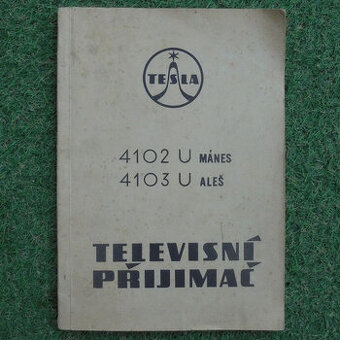 TESLA
4102 U MÁNES
4103 U ALEŠ
TELEVISNÍ
PŘIJIMAČ